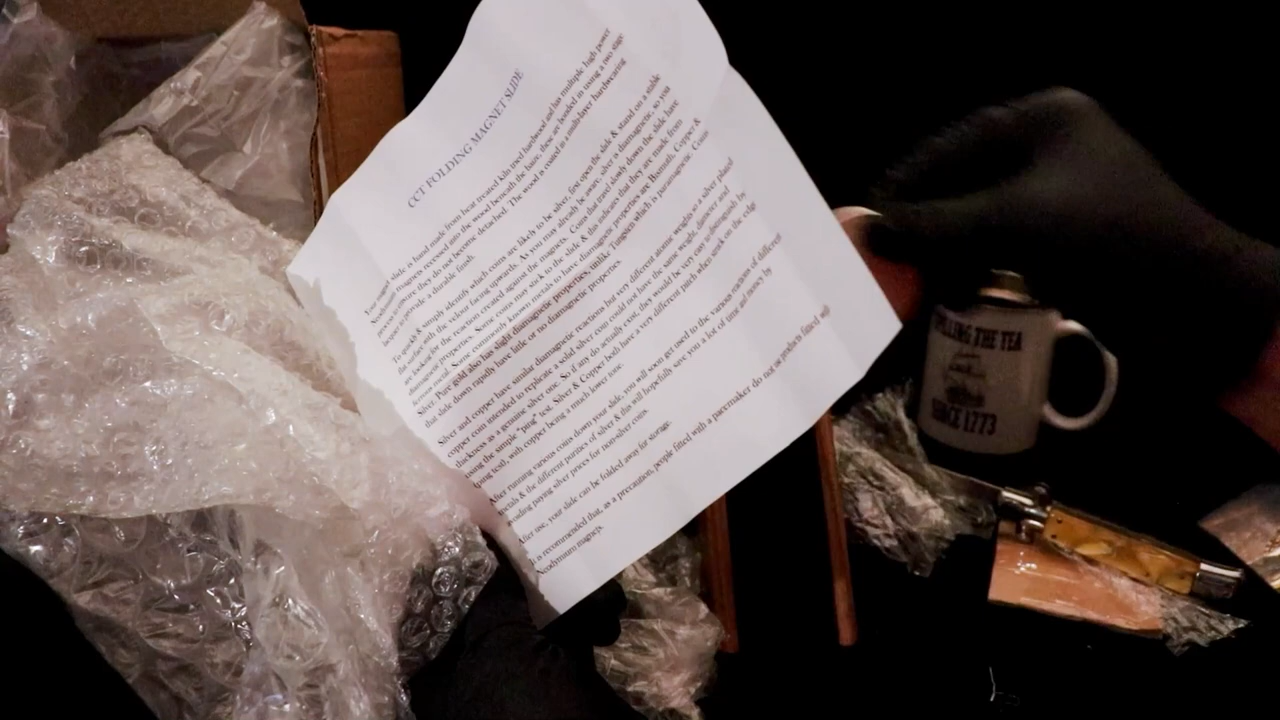 CCT FOLDING MAGNET SLIDE
Your magnet slide is hand made from heat treated kiln dried hardwood and has multiple high power
Neodymium magnets recessed into the wood beneath the baize, these are bonded in using a two stage
process to ensure they do not become detached. The wood is coated in a multi-layer hardwearing
lacquer to provide a durable finish.
To quickly & simply identify which coins are likely to be silver, first open the slide & stand on a stable
flat surface with the velour facing upwards. As you may already be aware, silver is diamagnetic, so you
are looking for the reaction created against the magnets. Coins that travel slowly down the slide have
diamagnetic properties. Some coins may stick to the slide & this indicates that they are made from
ferrous metal. Some commonly known metals to have diamagnetic properties are Bismuth, Copper &
Silver. Pure gold also has slight diamagnetic properties, unlike Tungsten which is paramagnetic. Coins
that slide down rapidly have little or no diamagnetic properties.
Silver and copper have similar diamagnetic reactions but very different atomic weights so a silver plated
copper coin intended to replicate a solid silver coin could not have the same weight, diameter and
thickness as a genuine silver one. So if any do actually exist, they would be very easy to distinguish by
using the simple "ping" test. Silver & Copper both have a very different pitch when struck on the edge
(ping test), with copper being a much lower tone.
After running various coins down your slide, you will soon get used to the various reactions of different
metals & the different purities of silver & this will hopefully save you a lot of time and money by
avoiding paying silver prices for non-silver coins.
After use, your slide can be folded away for storage.
It is recommended that, as a precaution, people fitted with a pacemaker do not use products fitted with
Neodymium magnets.
SPILLING THE TEA
SINCE 1773